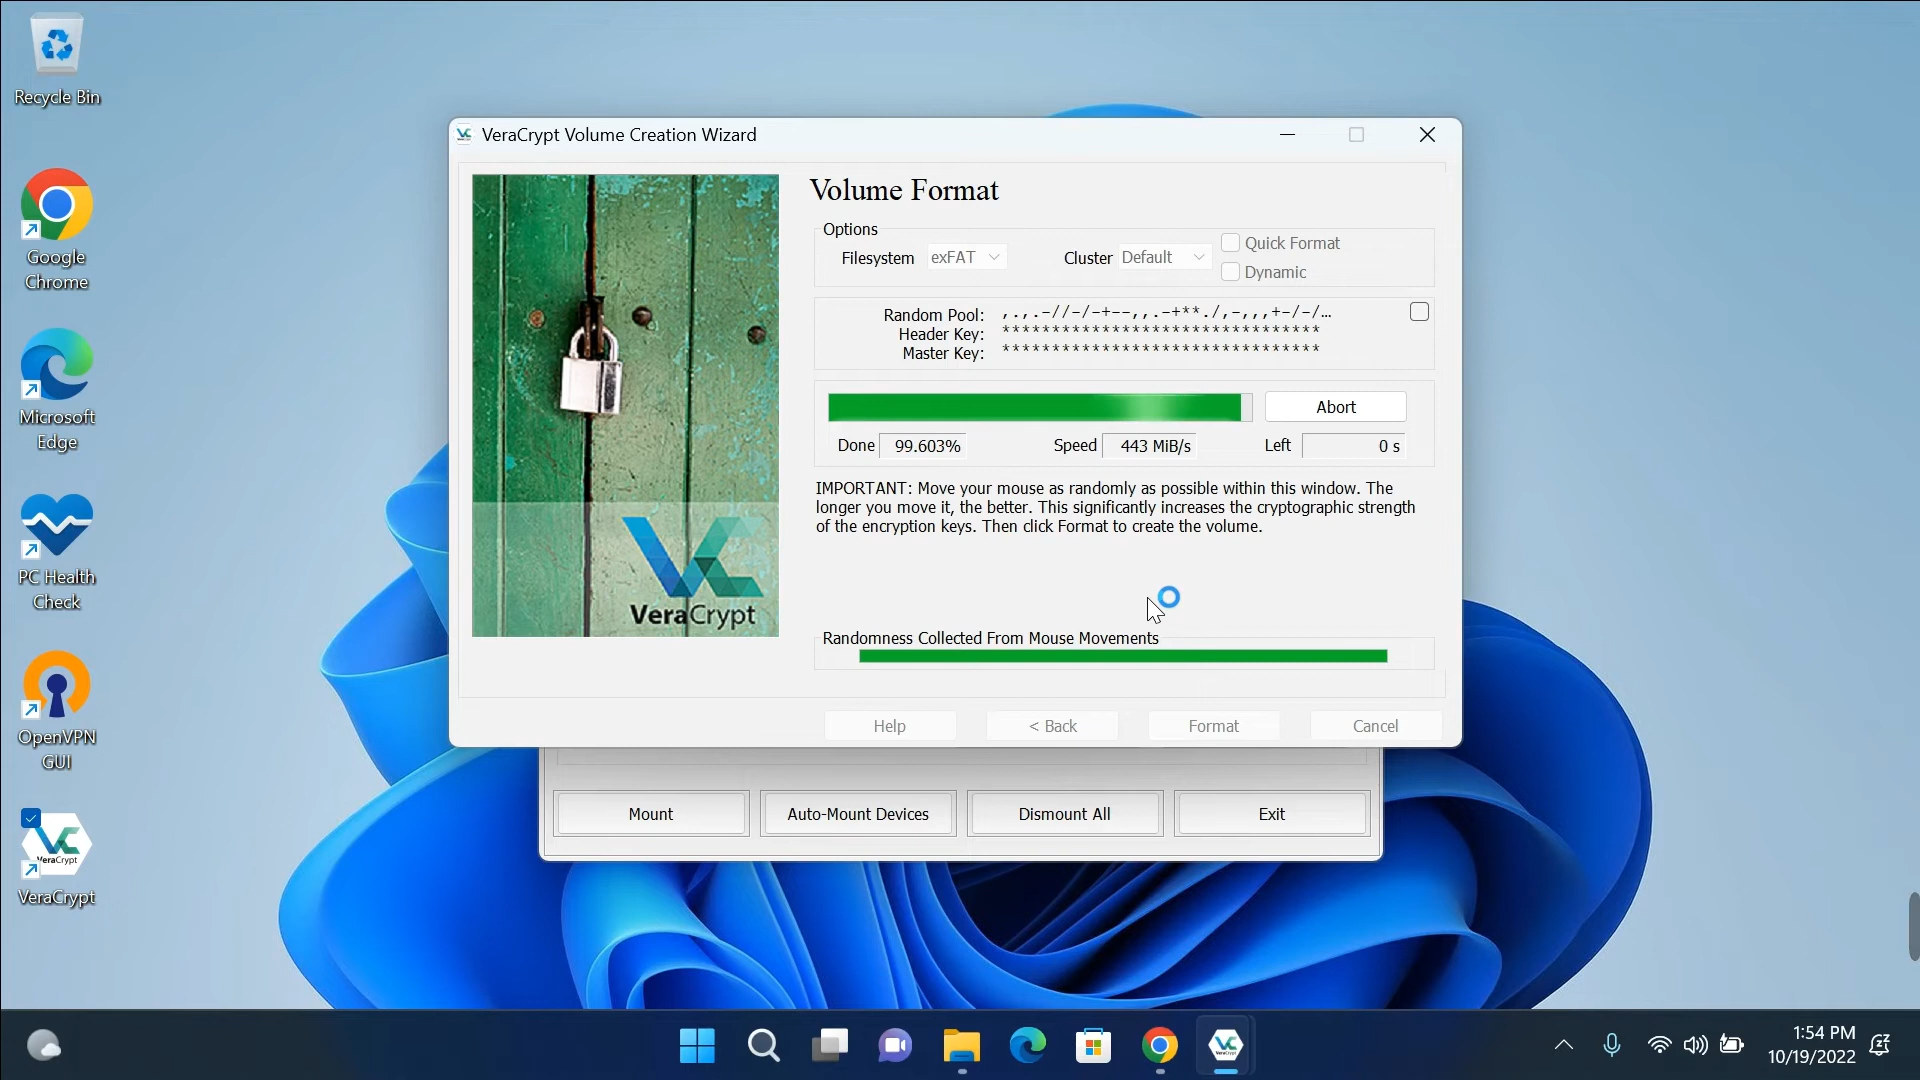 Recycle Bin
Google
Chrome
Microsoft
Edge
PC Health
Check
OpenVPN
GUI
VeraCrypt
VeraCrypt
VeraCrypt Volume Creation Wizard
Volume Format
Options
Filesystem exFAT Cluster Default Quick Format
Dynamic
Random Pool: ,.,.-//-/-+--,,.-+**./,-,,,+-/-/...
Header Key: ********************************
Master Key: ********************************
Abort
Done 99.603% Speed 443 MiB/s Left 0 s
IMPORTANT: Move your mouse as randomly as possible within this window. The
longer you move it, the better. This significantly increases the cryptographic strength
of the encryption keys. Then click Format to create the volume.
VeraCrypt
Randomness Collected From Mouse Movements
Help < Back Format Cancel
Mount Auto-Mount Devices Dismount All Exit
VeraCrypt
1:54 PM
10/19/2022